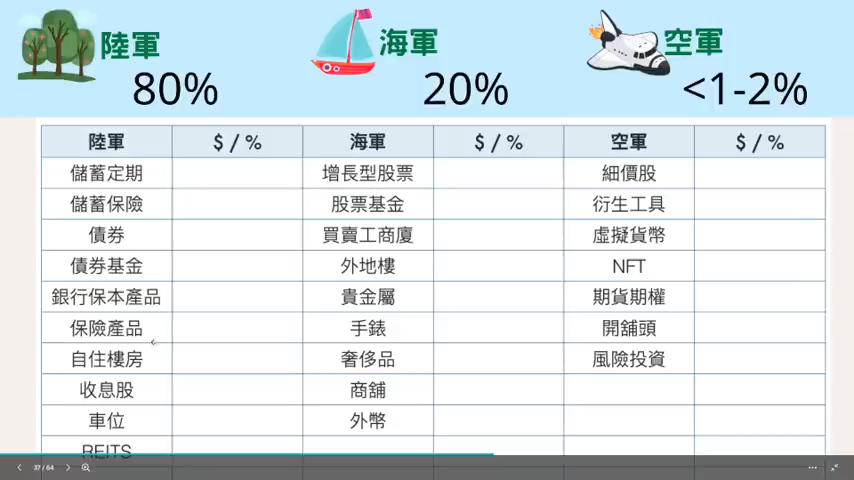 陸軍 海軍 空軍
80% 20% <1-2%
陸軍 $ / % 海軍 $ / % 空軍 $ / %
儲蓄定期 增長型股票 細價股
儲蓄保險 股票基金 衍生工具
債券 買賣工商廈 虛擬貨幣
債券基金 外地樓 NFT
銀行保本產品 貴金屬 期貨期權
保險產品 手錶 開舖頭
自住樓房 奢侈品 風險投資
收息股 商舖
車位 外幣
REITS
37 / 64